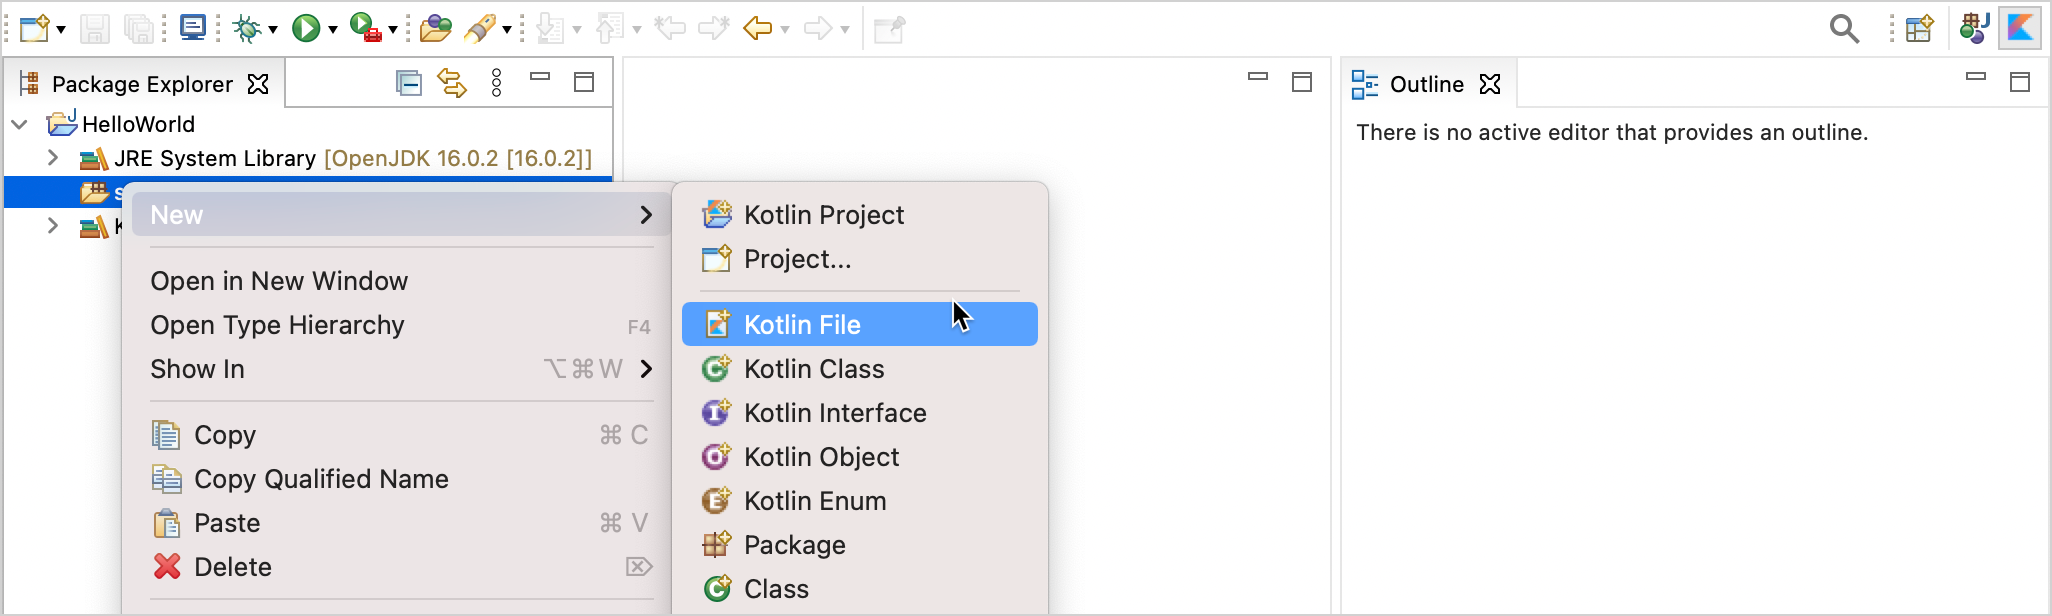 Package Explorer
HelloWorld
JRE System Library [OpenJDK 16.0.2 [16.0.2]]
s
K
New
Open in New Window
Open Type Hierarchy F4
Show In ⌥⌘W
Copy ⌘ C
Copy Qualified Name
Paste ⌘ V
Delete ⌦
Kotlin Project
Project...
Kotlin File
Kotlin Class
Kotlin Interface
Kotlin Object
Kotlin Enum
Package
Class
Outline
There is no active editor that provides an outline.